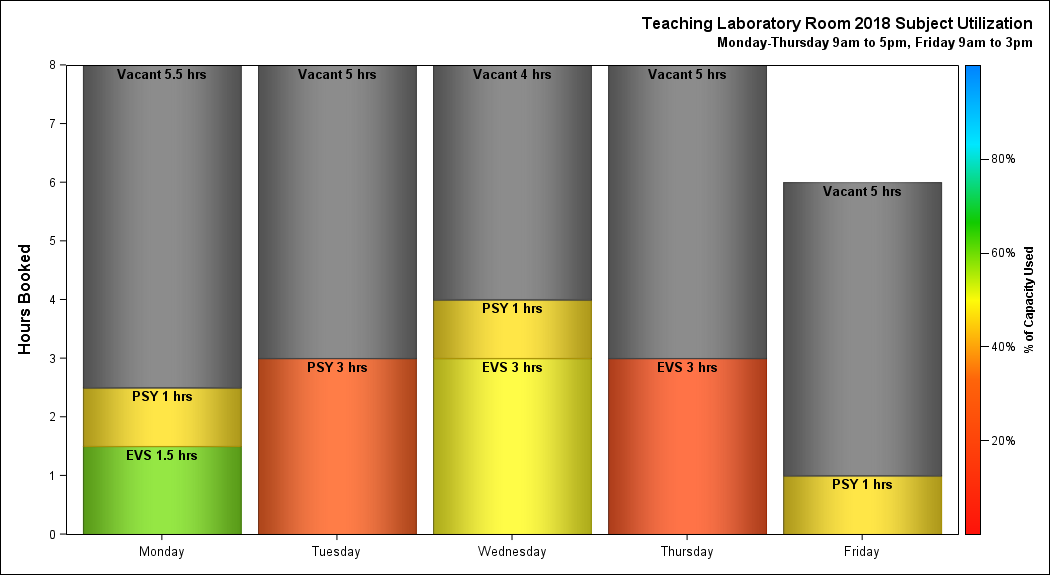 Teaching Laboratory Room 2018 Subject Utilization
Monday-Thursday 9am to 5pm, Friday 9am to 3pm
Hours Booked
8
7
6
5
4
3
2
1
0
Vacant 5.5 hrs
PSY 1 hrs
EVS 1.5 hrs
Vacant 5 hrs
PSY 3 hrs
Vacant 4 hrs
PSY 1 hrs
EVS 3 hrs
Vacant 5 hrs
EVS 3 hrs
Vacant 5 hrs
PSY 1 hrs
Monday
Tuesday
Wednesday
Thursday
Friday
80%
60%
40%
20%
% of Capacity Used